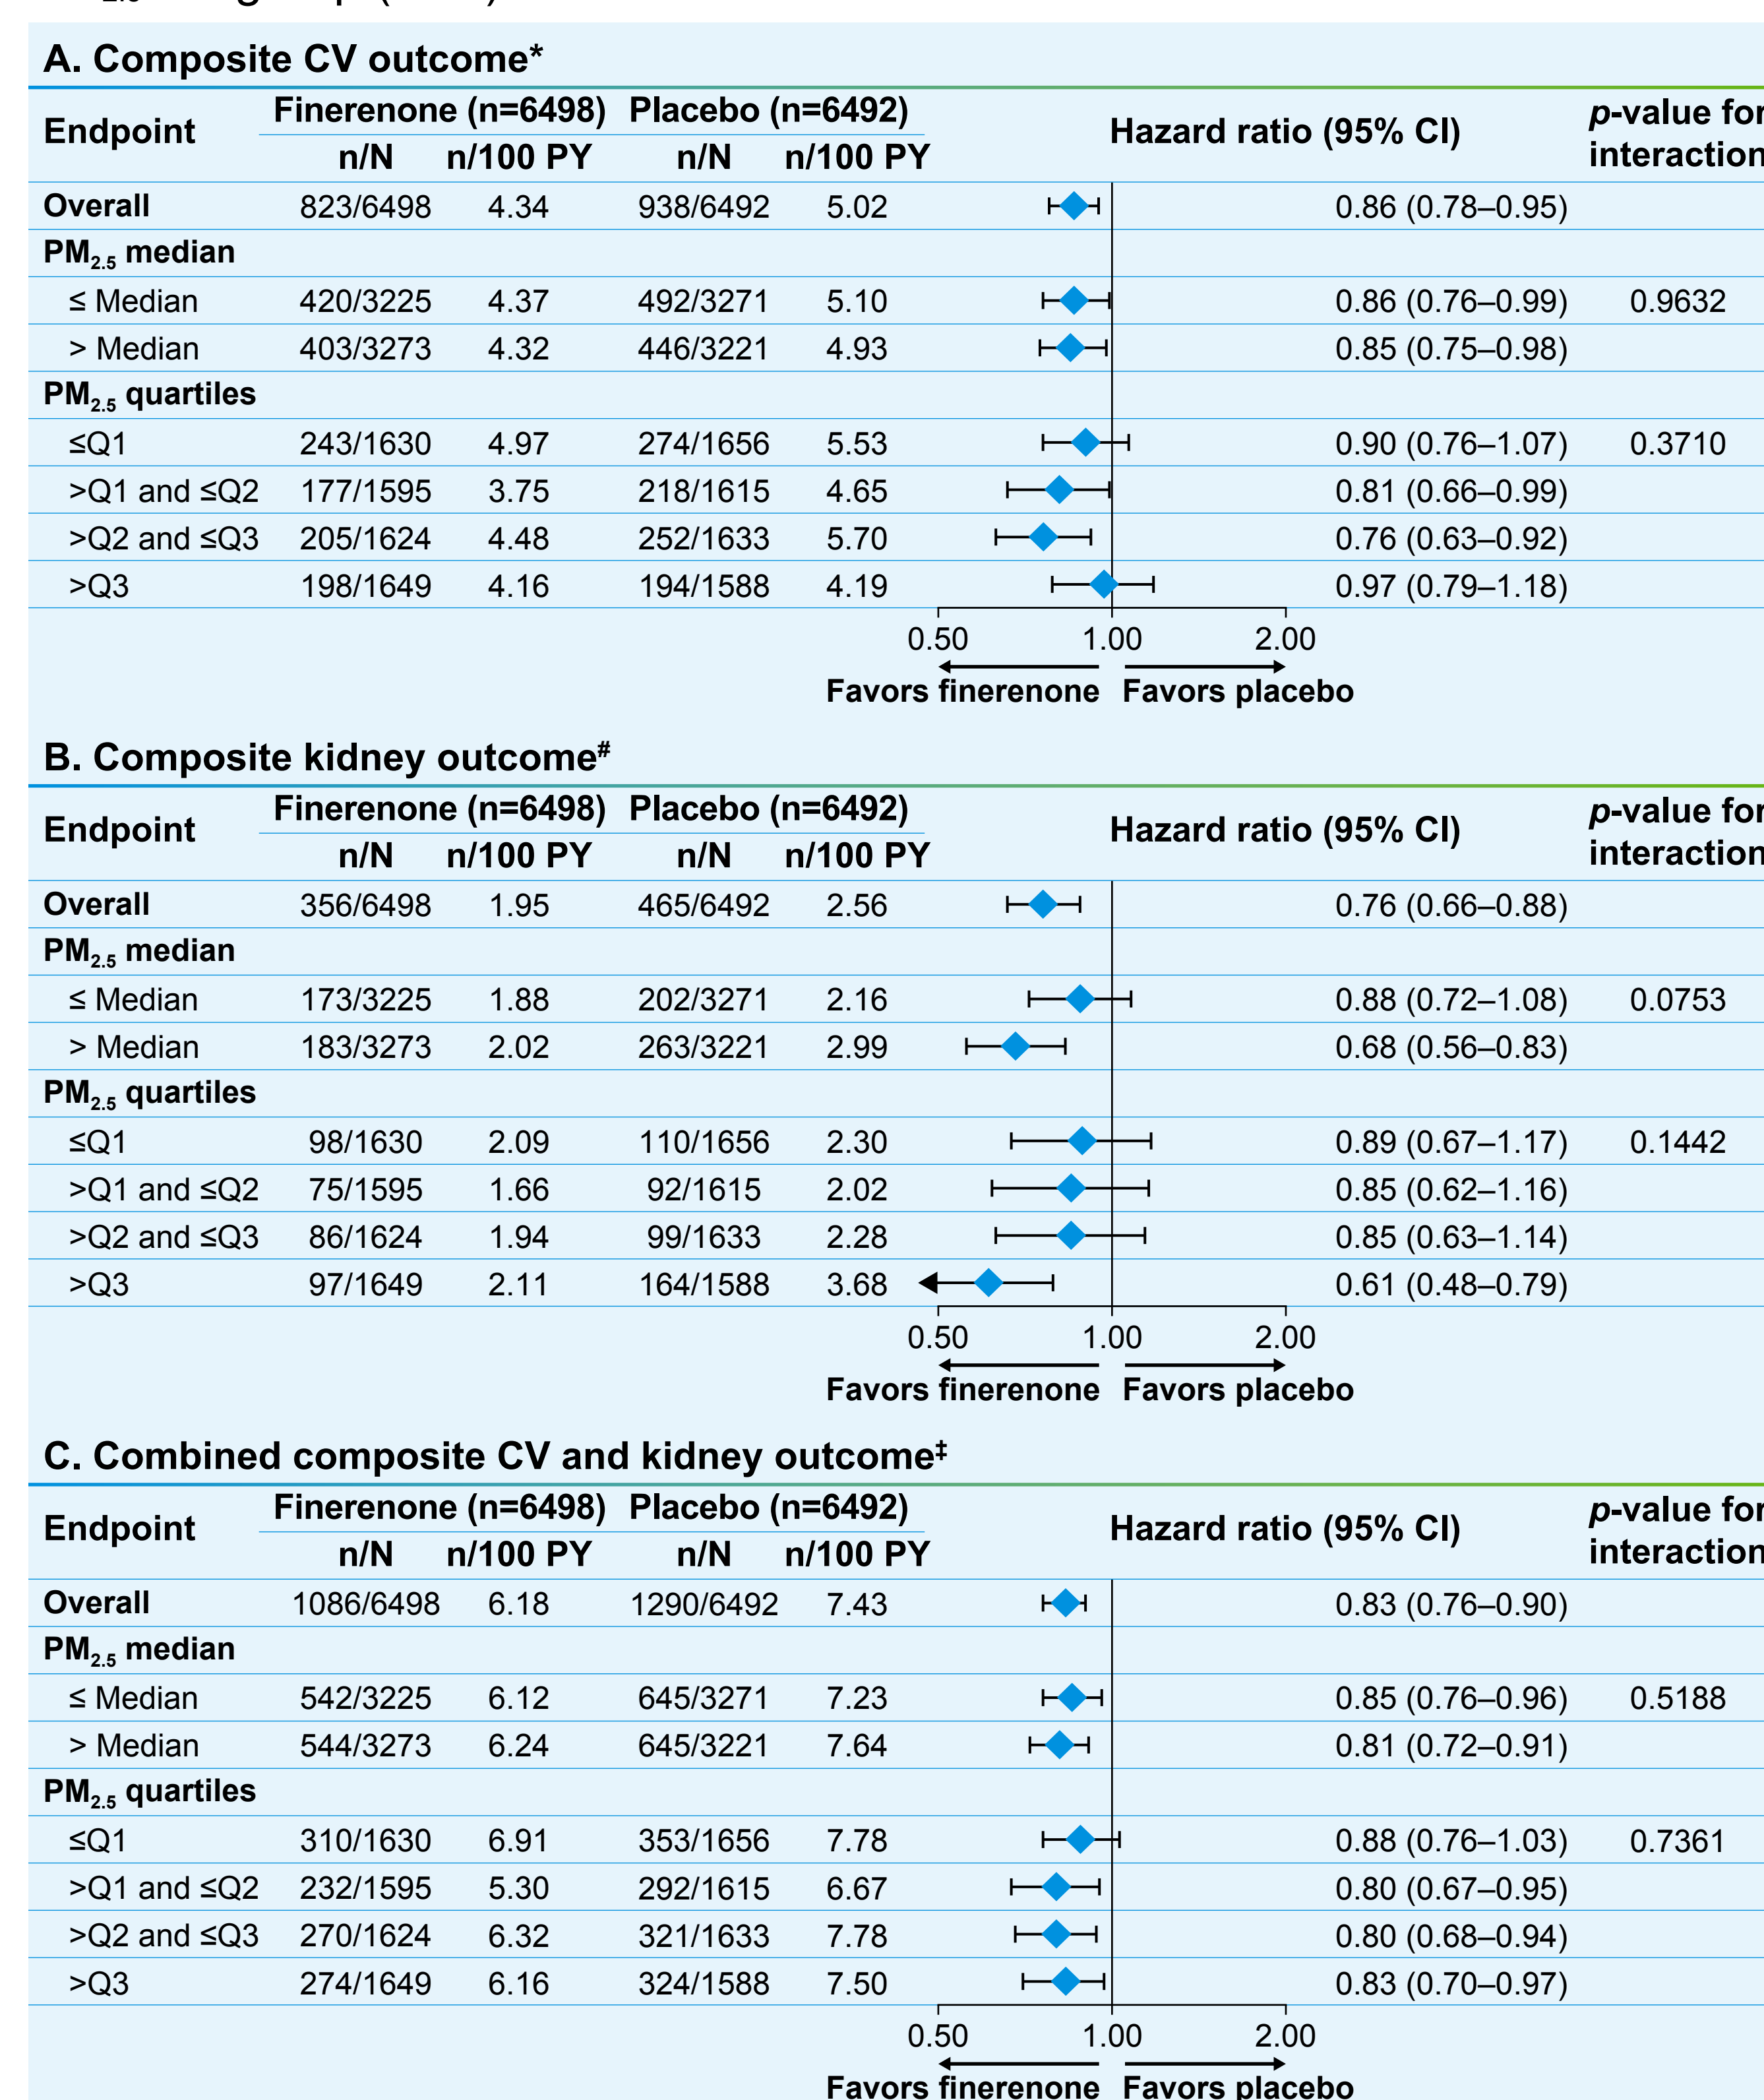 A. Composite CV outcome*
Endpoint Finerenone (n=6498) Placebo (n=6492) Hazard ratio (95% CI) p-value for interaction
n/N n/100 PY n/N n/100 PY
Overall 823/6498 4.34 938/6492 5.02 0.86 (0.78–0.95)
PM2.5 median
≤ Median 420/3225 4.37 492/3271 5.10 0.86 (0.76–0.99) 0.9632
> Median 403/3273 4.32 446/3221 4.93 0.85 (0.75–0.98)
PM2.5 quartiles
≤Q1 243/1630 4.97 274/1656 5.53 0.90 (0.76–1.07) 0.3710
>Q1 and ≤Q2 177/1595 3.75 218/1615 4.65 0.81 (0.66–0.99)
>Q2 and ≤Q3 205/1624 4.48 252/1633 5.70 0.76 (0.63–0.92)
>Q3 198/1649 4.16 194/1588 4.19 0.97 (0.79–1.18)
0.50 1.00 2.00
Favors finerenone Favors placebo
B. Composite kidney outcome#
Endpoint Finerenone (n=6498) Placebo (n=6492) Hazard ratio (95% CI) p-value for interaction
n/N n/100 PY n/N n/100 PY
Overall 356/6498 1.95 465/6492 2.56 0.76 (0.66–0.88)
PM2.5 median
≤ Median 173/3225 1.88 202/3271 2.16 0.88 (0.72–1.08) 0.0753
> Median 183/3273 2.02 263/3221 2.99 0.68 (0.56–0.83)
PM2.5 quartiles
≤Q1 98/1630 2.09 110/1656 2.30 0.89 (0.67–1.17) 0.1442
>Q1 and ≤Q2 75/1595 1.66 92/1615 2.02 0.85 (0.62–1.16)
>Q2 and ≤Q3 86/1624 1.94 99/1633 2.28 0.85 (0.63–1.14)
>Q3 97/1649 2.11 164/1588 3.68 0.61 (0.48–0.79)
0.50 1.00 2.00
Favors finerenone Favors placebo
C. Combined composite CV and kidney outcome‡
Endpoint Finerenone (n=6498) Placebo (n=6492) Hazard ratio (95% CI) p-value for interaction
n/N n/100 PY n/N n/100 PY
Overall 1086/6498 6.18 1290/6492 7.43 0.83 (0.76–0.90)
PM2.5 median
≤ Median 542/3225 6.12 645/3271 7.23 0.85 (0.76–0.96) 0.5188
> Median 544/3273 6.24 645/3221 7.64 0.81 (0.72–0.91)
PM2.5 quartiles
≤Q1 310/1630 6.91 353/1656 7.78 0.88 (0.76–1.03) 0.7361
>Q1 and ≤Q2 232/1595 5.30 292/1615 6.67 0.80 (0.67–0.95)
>Q2 and ≤Q3 270/1624 6.32 321/1633 7.78 0.80 (0.68–0.94)
>Q3 274/1649 6.16 324/1588 7.50 0.83 (0.70–0.97)
0.50 1.00 2.00
Favors finerenone Favors placebo